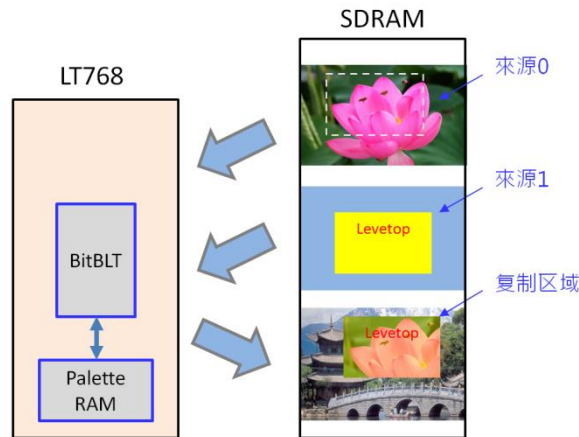 SDRAM
LT768
來源0
來源1
Levetop
BitBLT
复制区域
Levetop
Palette
RAM